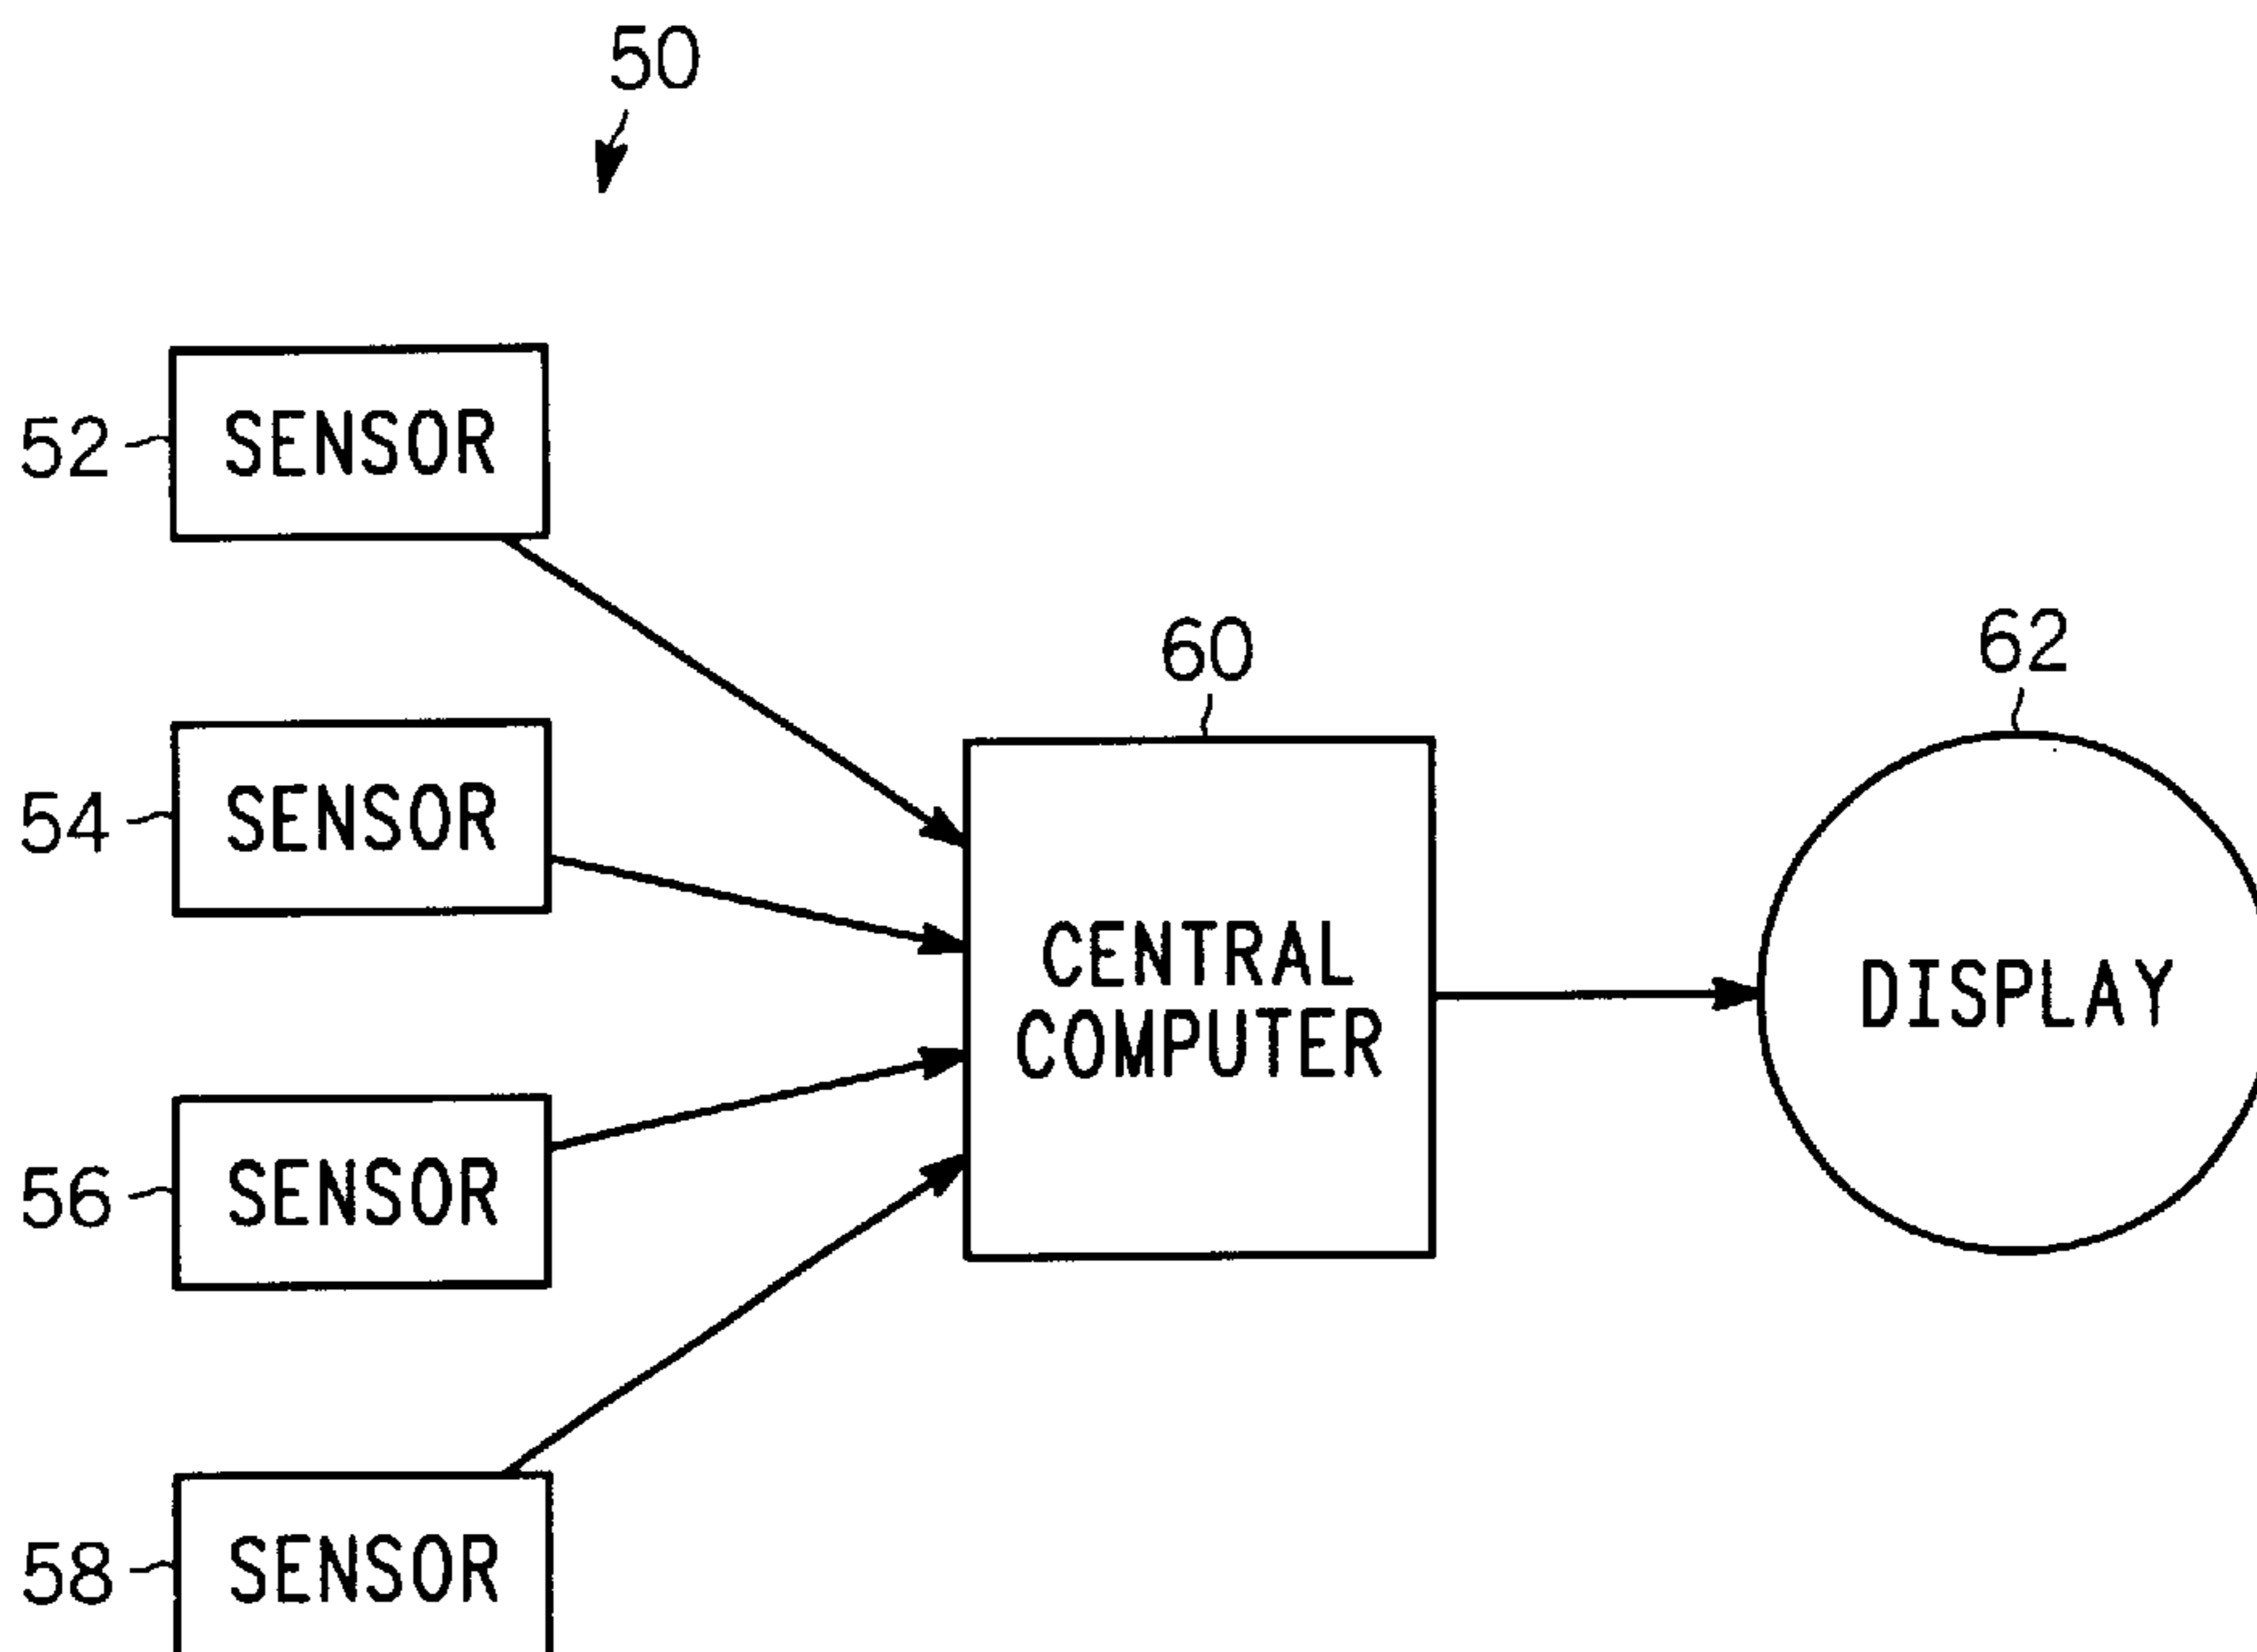 50
52
SENSOR
54
SENSOR
56
SENSOR
58
SENSOR
60
CENTRAL
COMPUTER
62
DISPLAY